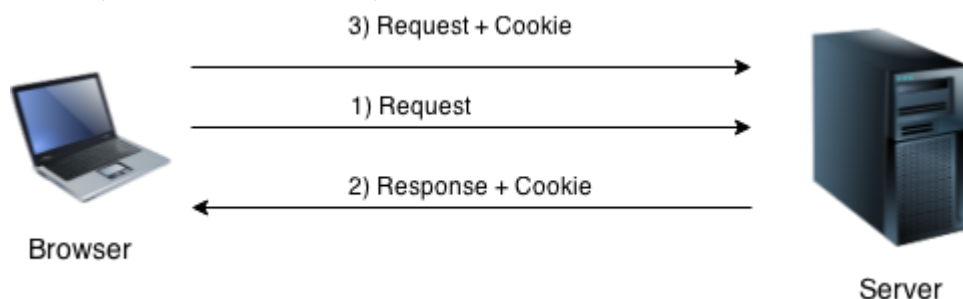 3) Request + Cookie
1) Request
2) Response + Cookie
Browser
Server